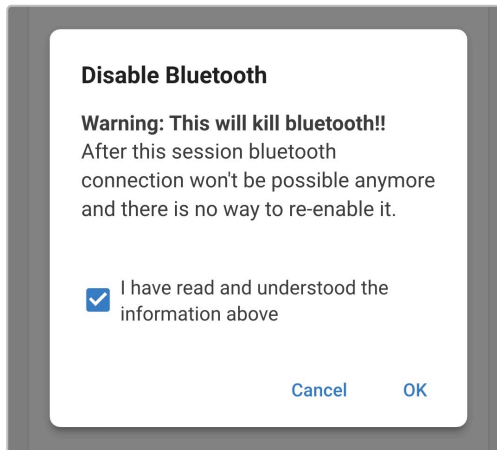 Disable Bluetooth
Warning: This will kill bluetooth!!
After this session bluetooth
connection won't be possible anymore
and there is no way to re-enable it.
I have read and understood the
information above
Cancel OK